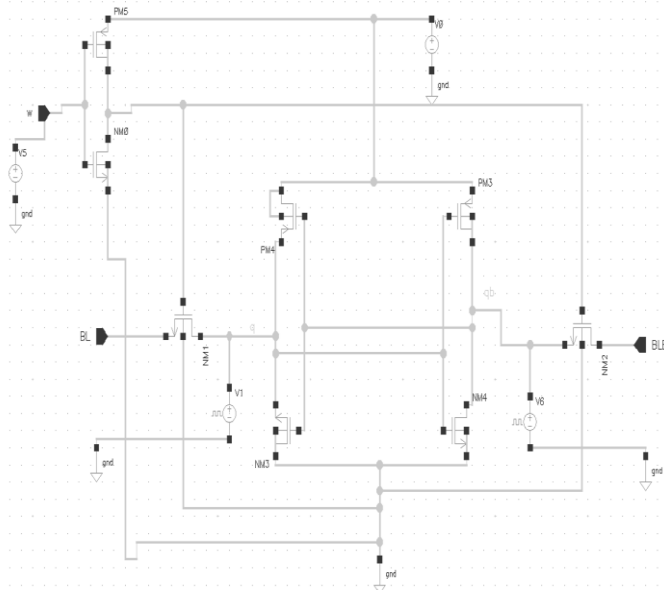 PM5
V0
gnd
W
NM0
V5
gnd
PM3
PM4
qb
q
BL
NM1
NM2
BLB
V1
NM4
V6
gnd
NM3
gnd
gnd